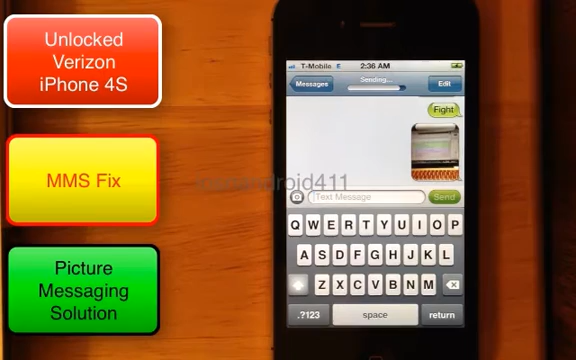 Unlocked
Verizon
iPhone 4S
MMS Fix
Picture
Messaging
Solution
T-Mobile E 2:36 AM
Messages Sending... Edit
Fight
Text Message Send
Q W E R T Y U I O P
A S D F G H J K L
Z X C V B N M
.?123 space return